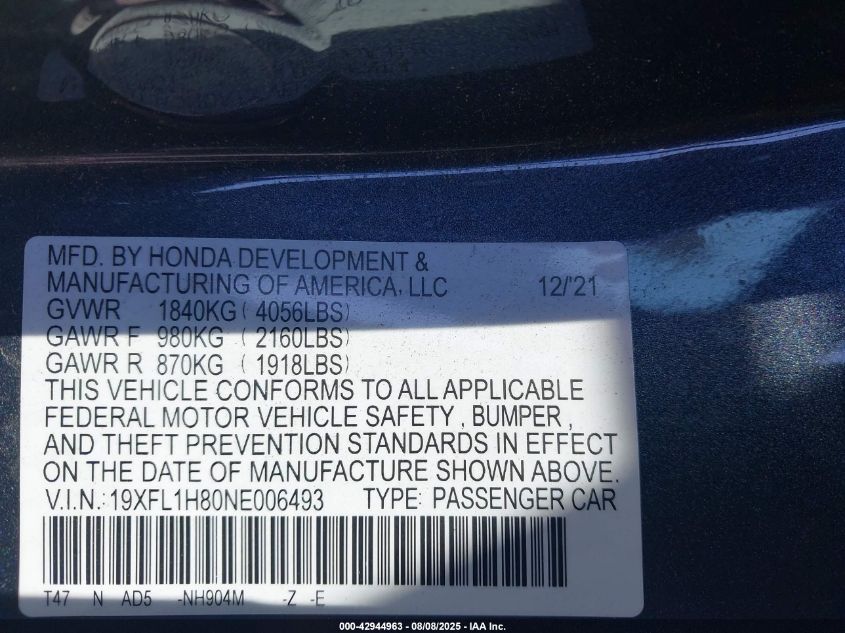 MFD. BY HONDA DEVELOPMENT &
MANUFACTURING OF AMERICA, LLC 12/'21
GVWR 1840KG ( 4056LBS)
GAWR F 980KG ( 2160LBS)
GAWR R 870KG ( 1918LBS)
THIS VEHICLE CONFORMS TO ALL APPLICABLE
FEDERAL MOTOR VEHICLE SAFETY , BUMPER ,
AND THEFT PREVENTION STANDARDS IN EFFECT
ON THE DATE OF MANUFACTURE SHOWN ABOVE.
V.I.N.: 19XFL1H80NE006493 TYPE: PASSENGER CAR
T47 N AD5 -NH904M -Z -E
000-42944963 - 08/08/2025 - IAA Inc.